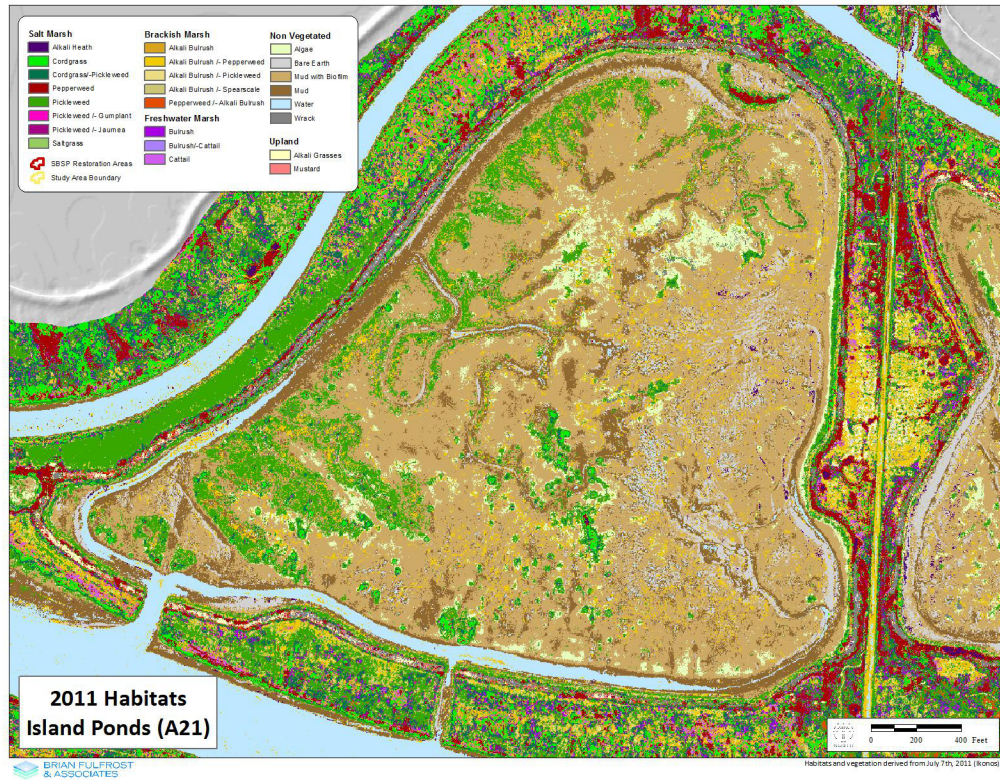 Salt Marsh
Alkali Heath
Cordgrass
Cordgrass/-Pickleweed
Pepperweed
Pickleweed
Pickleweed /- Gumplant
Pickleweed /- Jaumea
Saltgrass
SBSP Restoration Areas
Study Area Boundary
Brackish Marsh
Alkali Bulrush
Alkali Bulrush /- Pepperweed
Alkali Bulrush /- Pickleweed
Alkali Bulrush /- Spearscale
Pepperweed /- Alkali Bulrush
Freshwater Marsh
Bulrush
Bulrush/-Cattail
Cattail
Non Vegetated
Algae
Bare Earth
Mud with Biofilm
Mud
Water
Wrack
Upland
Alkali Grasses
Mustard
2011 Habitats
Island Ponds (A21)
NORTH
0 200 400 Feet
BRIAN FULFROST
& ASSOCIATES
Habitats and vegetation derived from July 7th, 2011 (Ikonos)